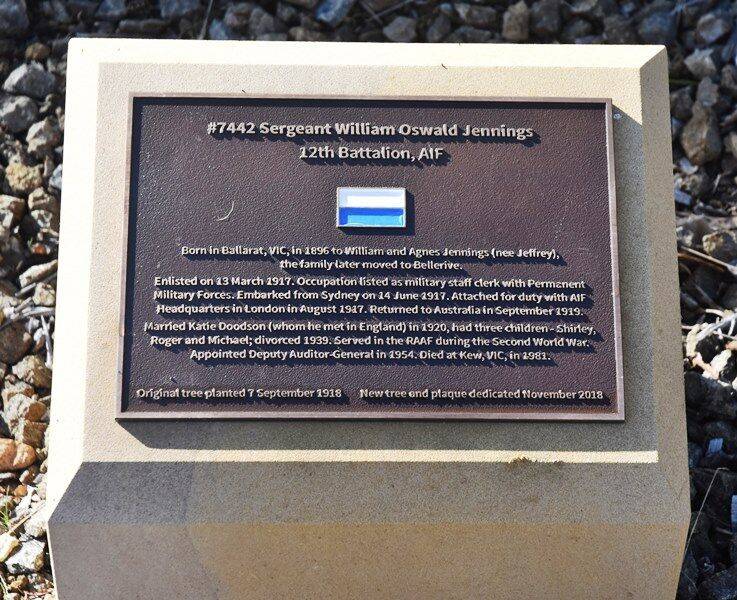 #7442 Sergeant William Oswald Jennings
12th Battalion, AIF
Born in Ballarat, VIC, in 1896 to William and Agnes Jennings (nee Jeffrey),
the family later moved to Bellerive.
Enlisted on 13 March 1917. Occupation listed as military staff clerk with Permanent
Military Forces. Embarked from Sydney on 14 June 1917. Attached for duty with AIF
Headquarters in London in August 1917. Returned to Australia in September 1919.
Married Katie Doodson (whom he met in England) in 1920, had three children - Shirley,
Roger and Michael; divorced 1939. Served in the RAAF during the Second World War.
Appointed Deputy Auditor-General in 1954. Died at Kew, VIC, in 1981.
Original tree planted 7 September 1918 New tree and plaque dedicated November 2018